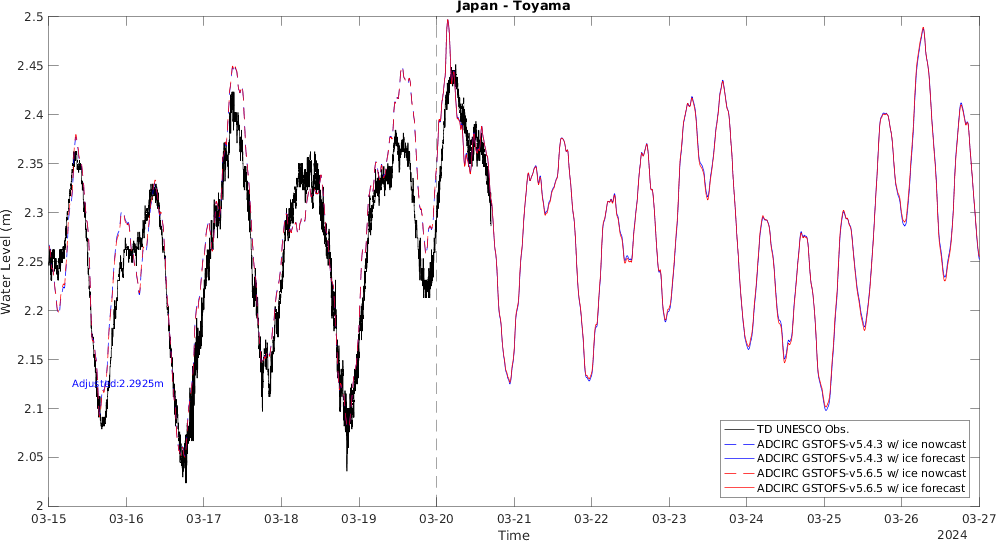 Japan - Toyama
2.5
2.45
2.4
2.35
2.3
2.25
2.2
2.15
2.1
2.05
2
Water Level (m)
Adjusted:2.2925m
TD UNESCO Obs.
ADCIRC GSTOFS-v5.4.3 w/ ice nowcast
ADCIRC GSTOFS-v5.4.3 w/ ice forecast
ADCIRC GSTOFS-v5.6.5 w/ ice nowcast
ADCIRC GSTOFS-v5.6.5 w/ ice forecast
03-15 03-16 03-17 03-18 03-19 03-20 03-21 03-22 03-23 03-24 03-25 03-26 03-27
Time
2024